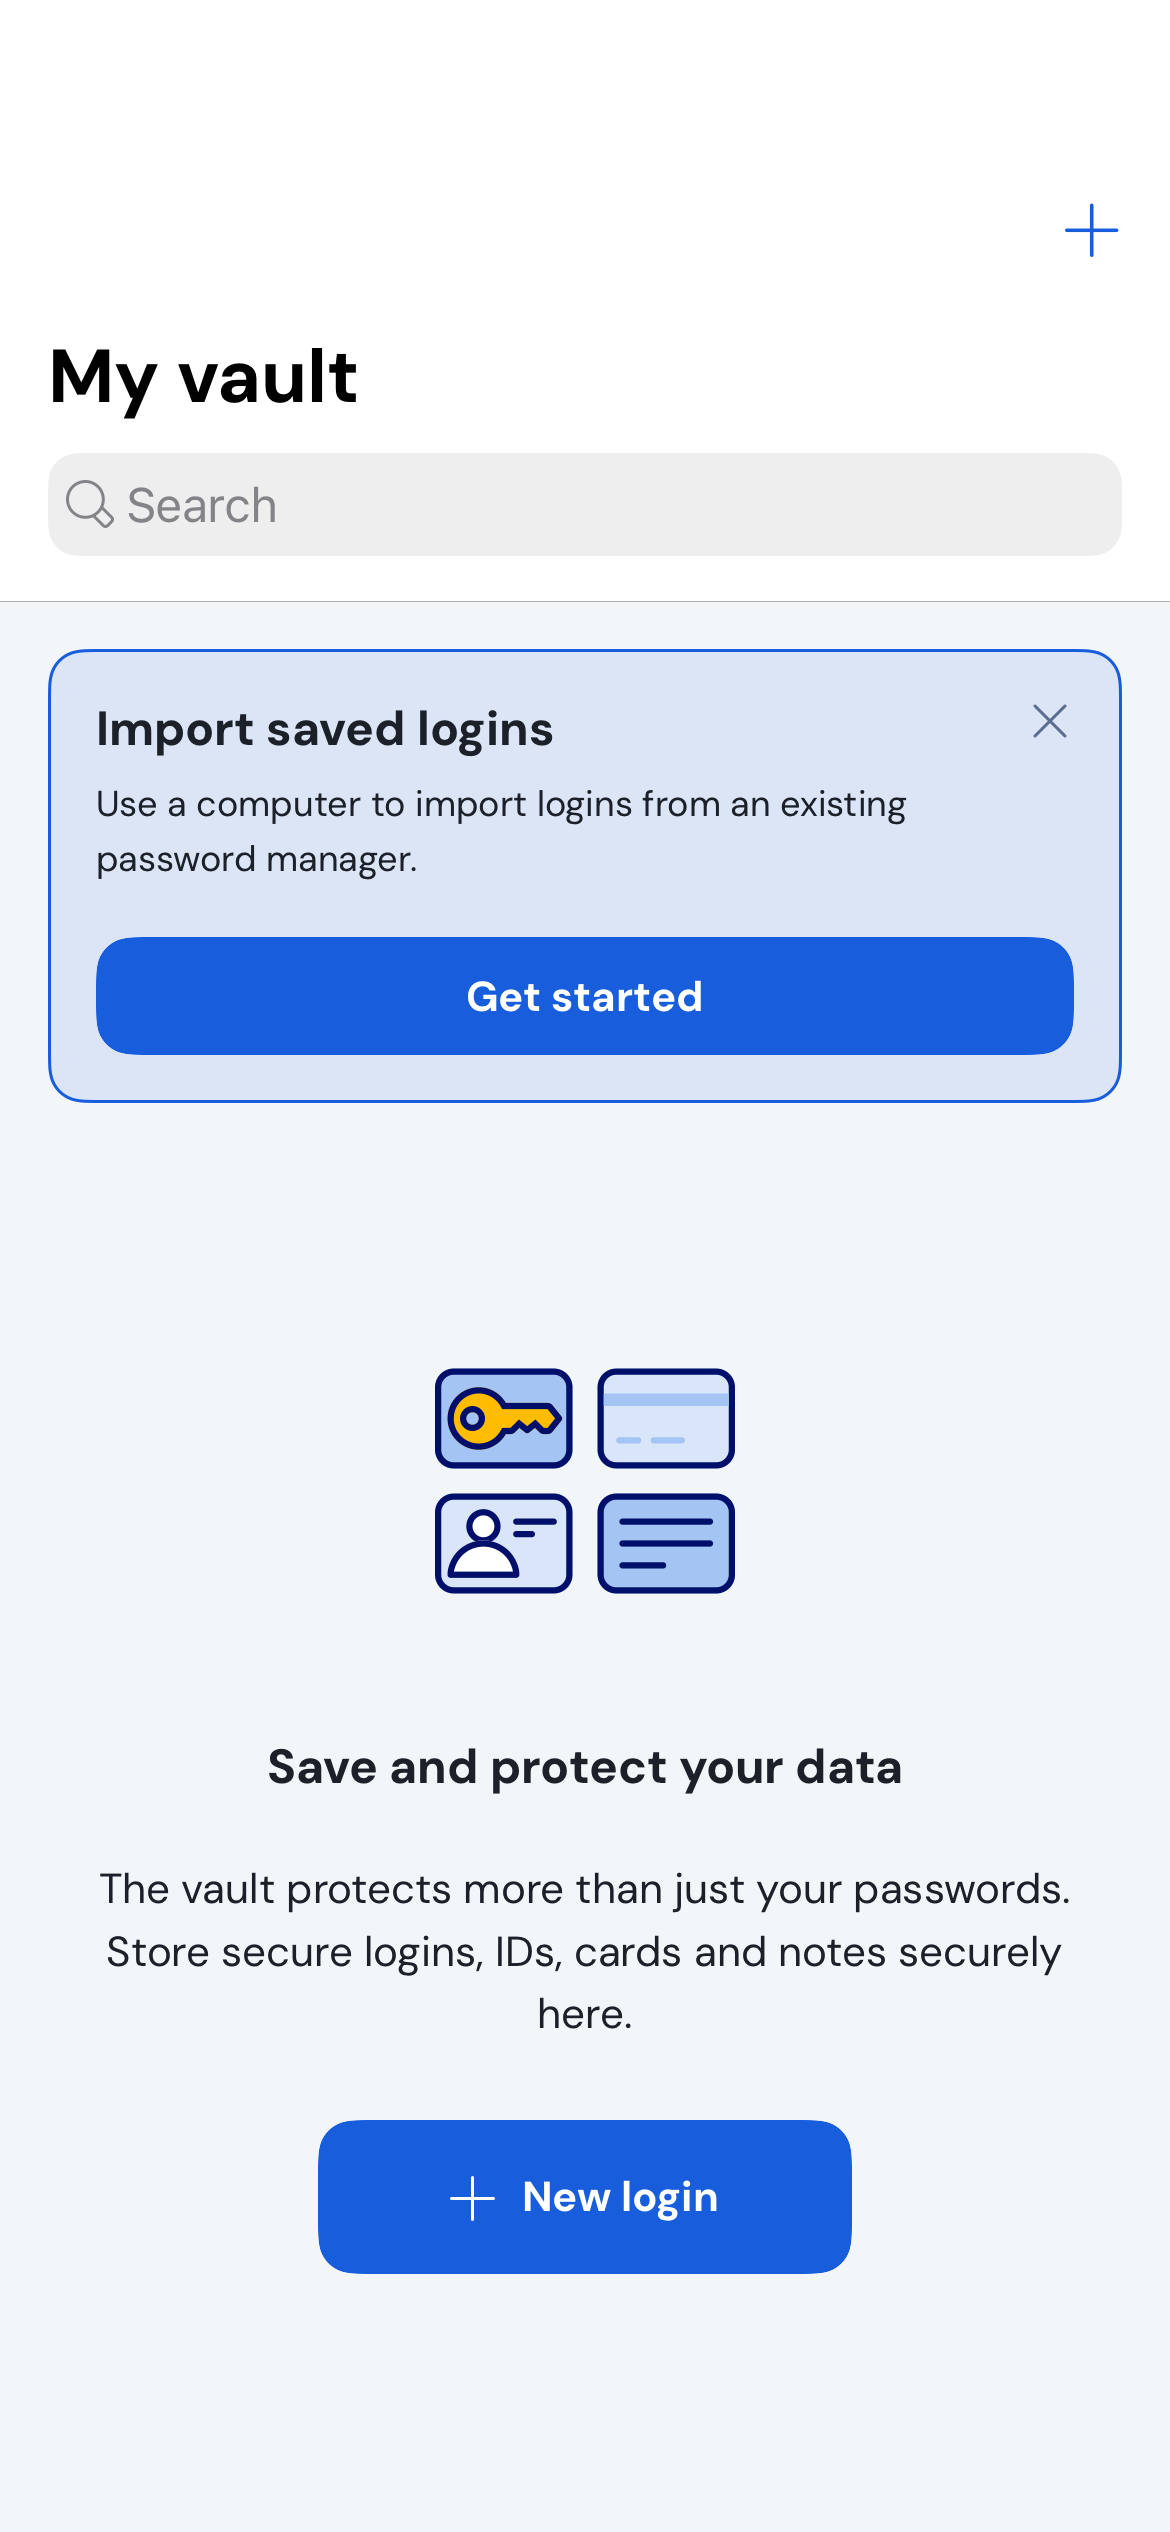 My vault
Search
Import saved logins
Use a computer to import logins from an existing
password manager.
Get started
Save and protect your data
The vault protects more than just your passwords.
Store secure logins, IDs, cards and notes securely
here.
New login